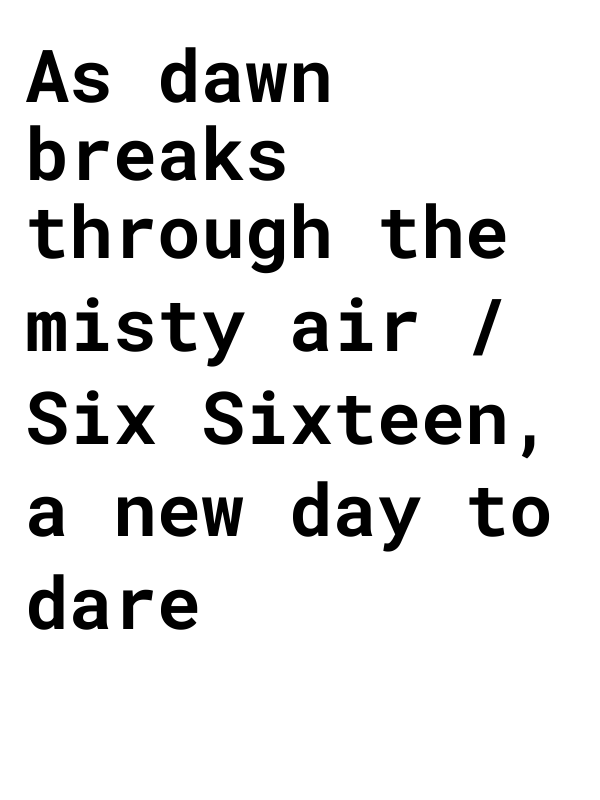 As dawn
breaks
through the
misty air /
Six Sixteen,
a new day to
dare